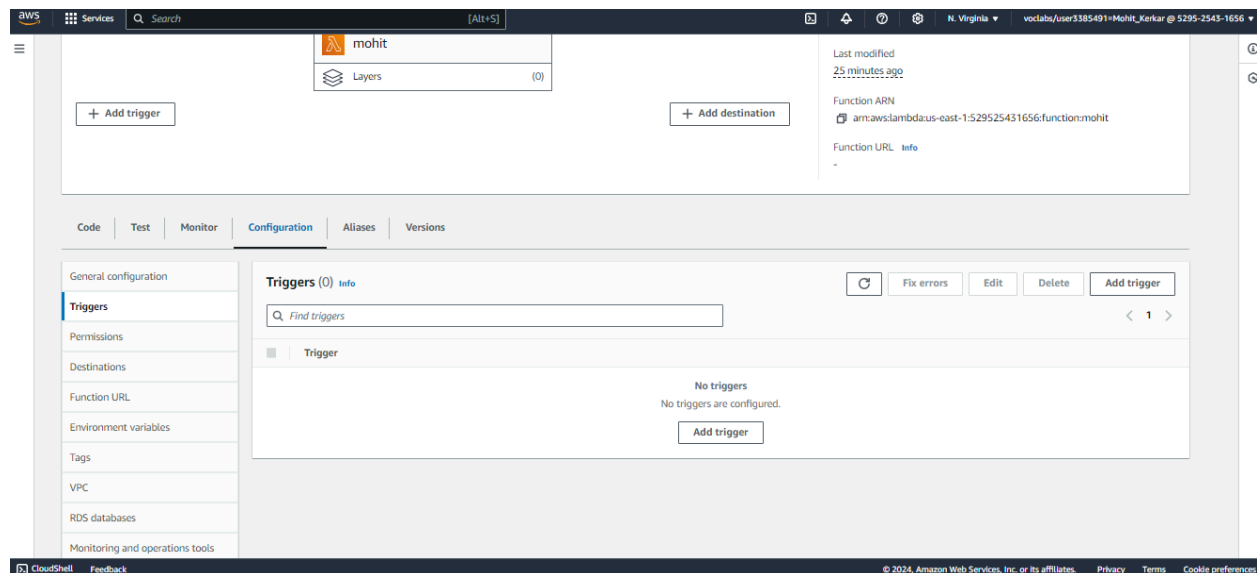 aws Services Search [Alt+S] N. Virginia voclabs/user3385491=Mohit_Kerkar @ 5295-2543-1656
mohit
Layers (0)
+ Add trigger
+ Add destination
Last modified
25 minutes ago
Function ARN
arn:aws:lambda:us-east-1:529525431656:function:mohit
Function URL Info
-
Code Test Monitor Configuration Aliases Versions
General configuration
Triggers
Permissions
Destinations
Function URL
Environment variables
Tags
VPC
RDS databases
Monitoring and operations tools
Triggers (0) Info Fix errors Edit Delete Add trigger
Find triggers 1
Trigger
No triggers
No triggers are configured.
Add trigger
CloudShell Feedback © 2024, Amazon Web Services, Inc. or its affiliates. Privacy Terms Cookie preferences